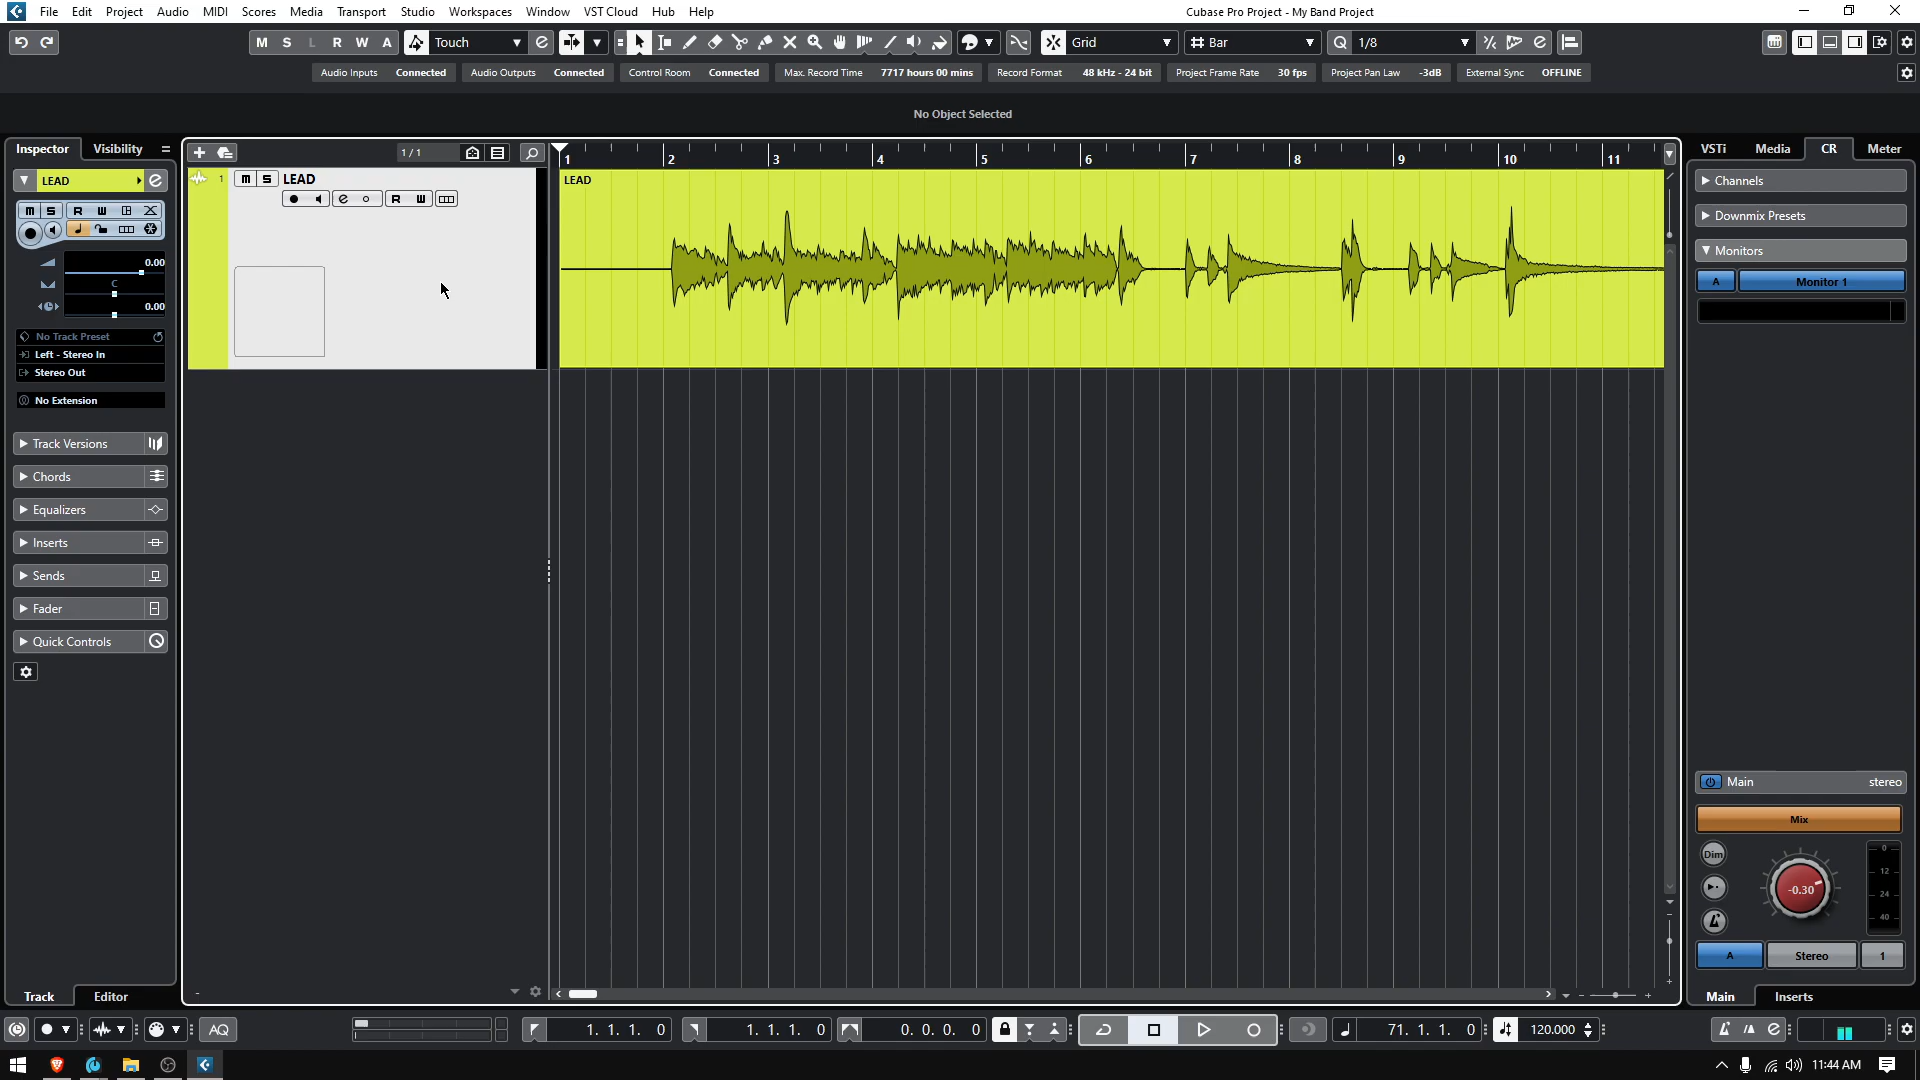 File Edit Project Audio MIDI Scores Media Transport Studio Workspaces Window VST Cloud Hub Help
Cubase Pro Project - My Band Project
M S L R W A Touch Grid Bar Q 1/8
Audio Inputs Connected Audio Outputs Connected Control Room Connected Max. Record Time 7717 hours 00 mins Record Format 48 kHz - 24 bit Project Frame Rate 30 fps Project Pan Law -3dB External Sync OFFLINE
No Object Selected
Inspector Visibility
LEAD
M S R W
0.00
C
0.00
No Track Preset
Left - Stereo In
Stereo Out
No Extension
Track Versions
Chords
Equalizers
Inserts
Sends
Fader
Quick Controls
Track Editor
1 / 1
1 M S LEAD
R W
1 2 3 4 5 6 7 8 9 10 11
LEAD
VSTi Media CR Meter
Channels
Downmix Presets
Monitors
A Monitor 1
Main stereo
Mix
Dim
-0.30
0
12
24
40
A Stereo 1
Main Inserts
AQ 1. 1. 1. 0 1. 1. 1. 0 0. 0. 0. 0 71. 1. 1. 0 120.000
11:44 AM